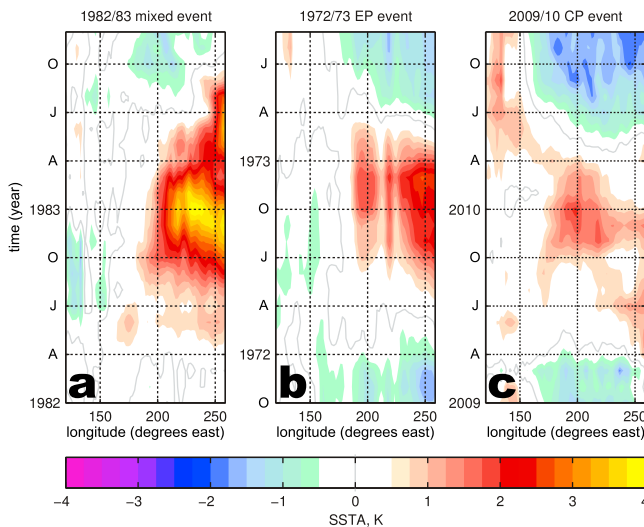 1982/83 mixed event
1972/73 EP event
2009/10 CP event
time (year)
O
J
A
1983
O
J
A
1982
a
150
200
250
longitude (degrees east)
J
A
1973
O
J
A
1972
O
b
150
200
250
longitude (degrees east)
O
J
A
2010
O
J
A
2009
c
150
200
250
longitude (degrees east)
−4
−3
−2
−1
0
1
2
3
4
SSTA, K